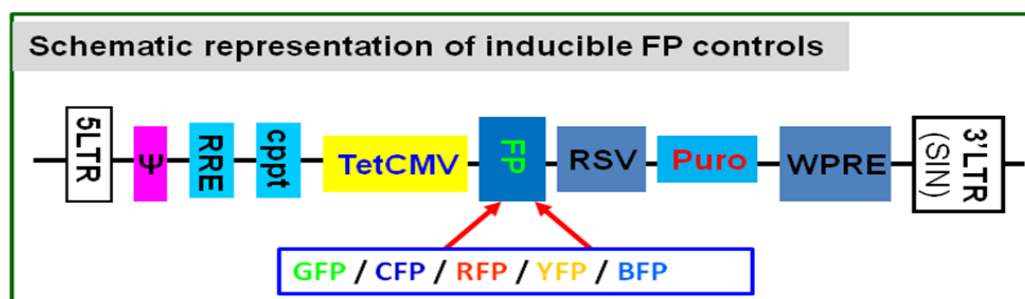 Schematic representation of inducible FP controls
5LTR
Ψ
RRE
cppt
TetCMV
FP
RSV
Puro
WPRE
3'LTR
(SIN)
GFP / CFP / RFP / YFP / BFP